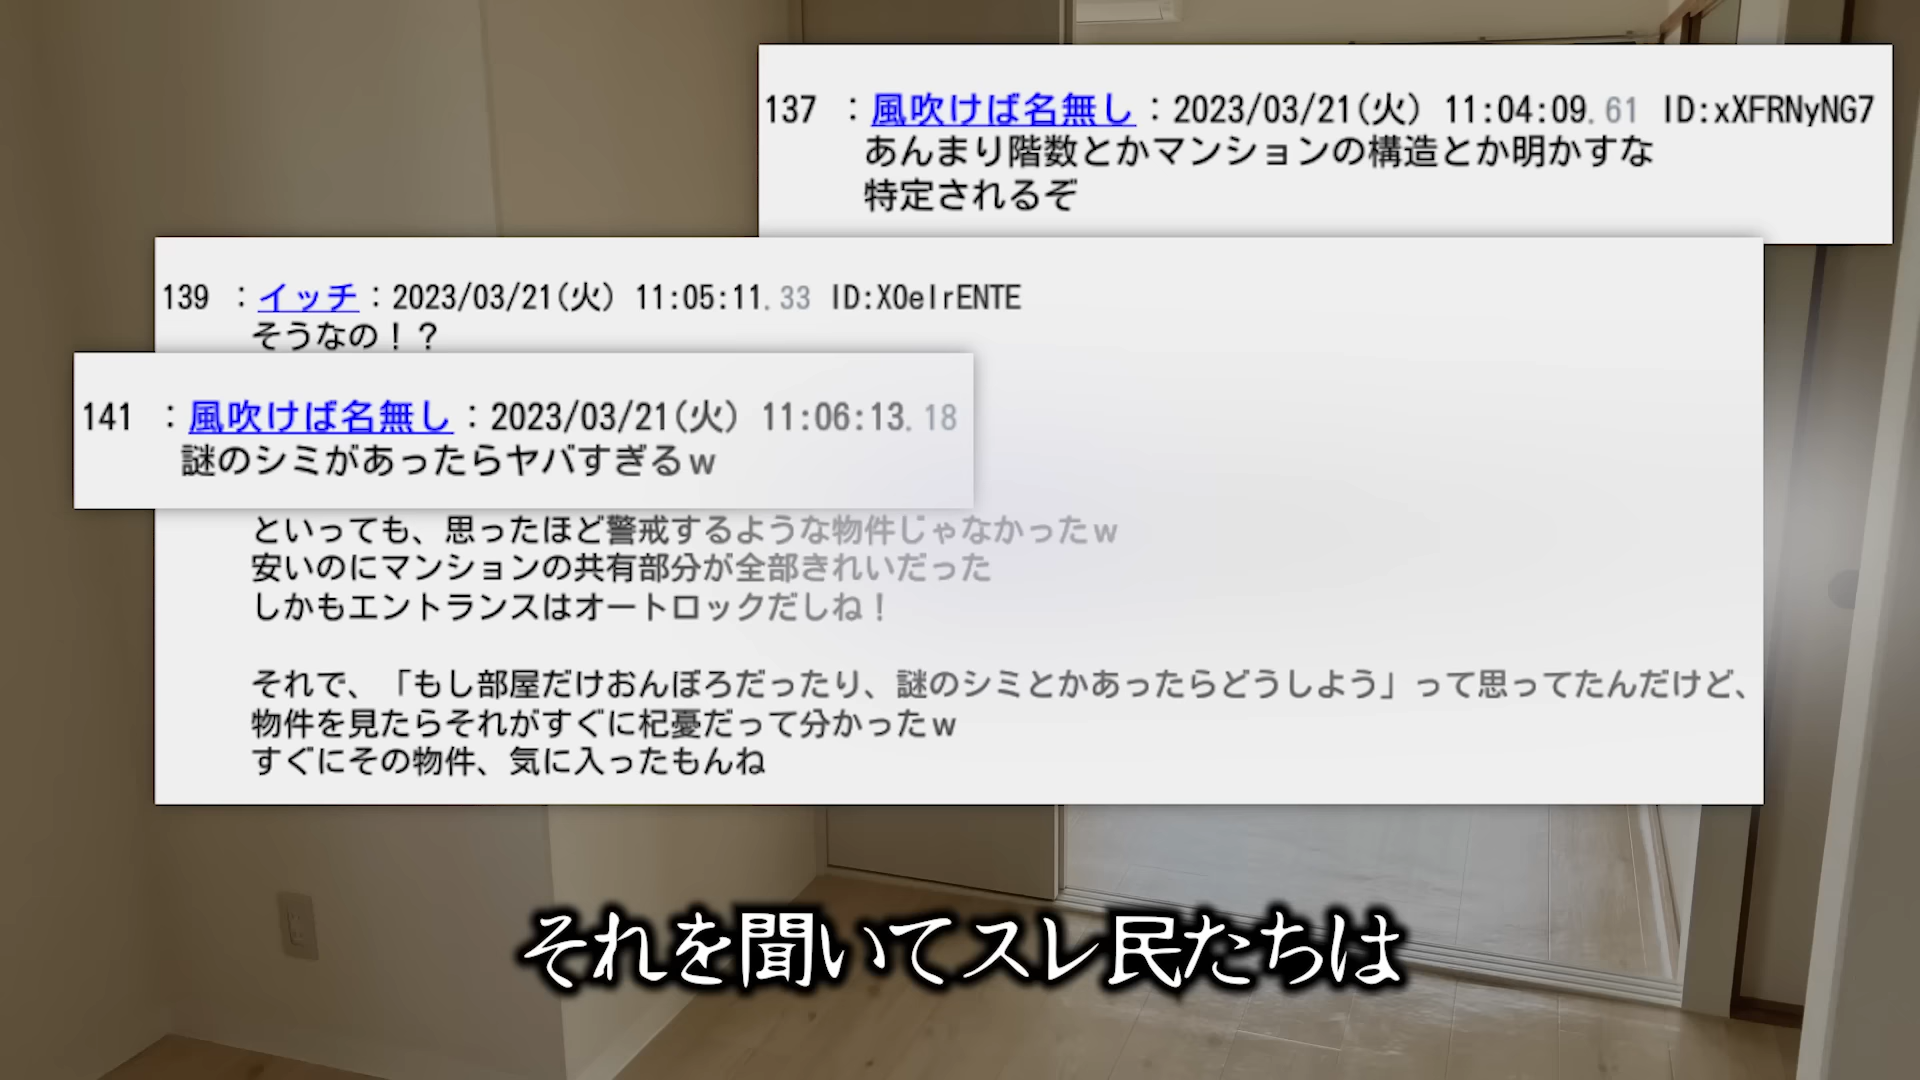 137 ：風吹けば名無し：2023/03/21(火) 11:04:09.61 ID:xXFRNyNG7
あんまり階数とかマンションの構造とか明かすな
特定されるぞ
139 ：イッチ：2023/03/21(火) 11:05:11.33 ID:X0eIrENTE
そうなの！？
141 ：風吹けば名無し：2023/03/21(火) 11:06:13.18
謎のシミがあったらヤバすぎるｗ
といっても、思ったほど警戒するような物件じゃなかったｗ
安いのにマンションの共有部分が全部きれいだった
しかもエントランスはオートロックだしね！
それで、「もし部屋だけおんぼろだったり、謎のシミとかあったらどうしよう」って思ってたんだけど、
物件を見たらそれがすぐに杞憂だって分かったｗ
すぐにその物件、気に入ったもんね
それを聞いてスレ民たちは